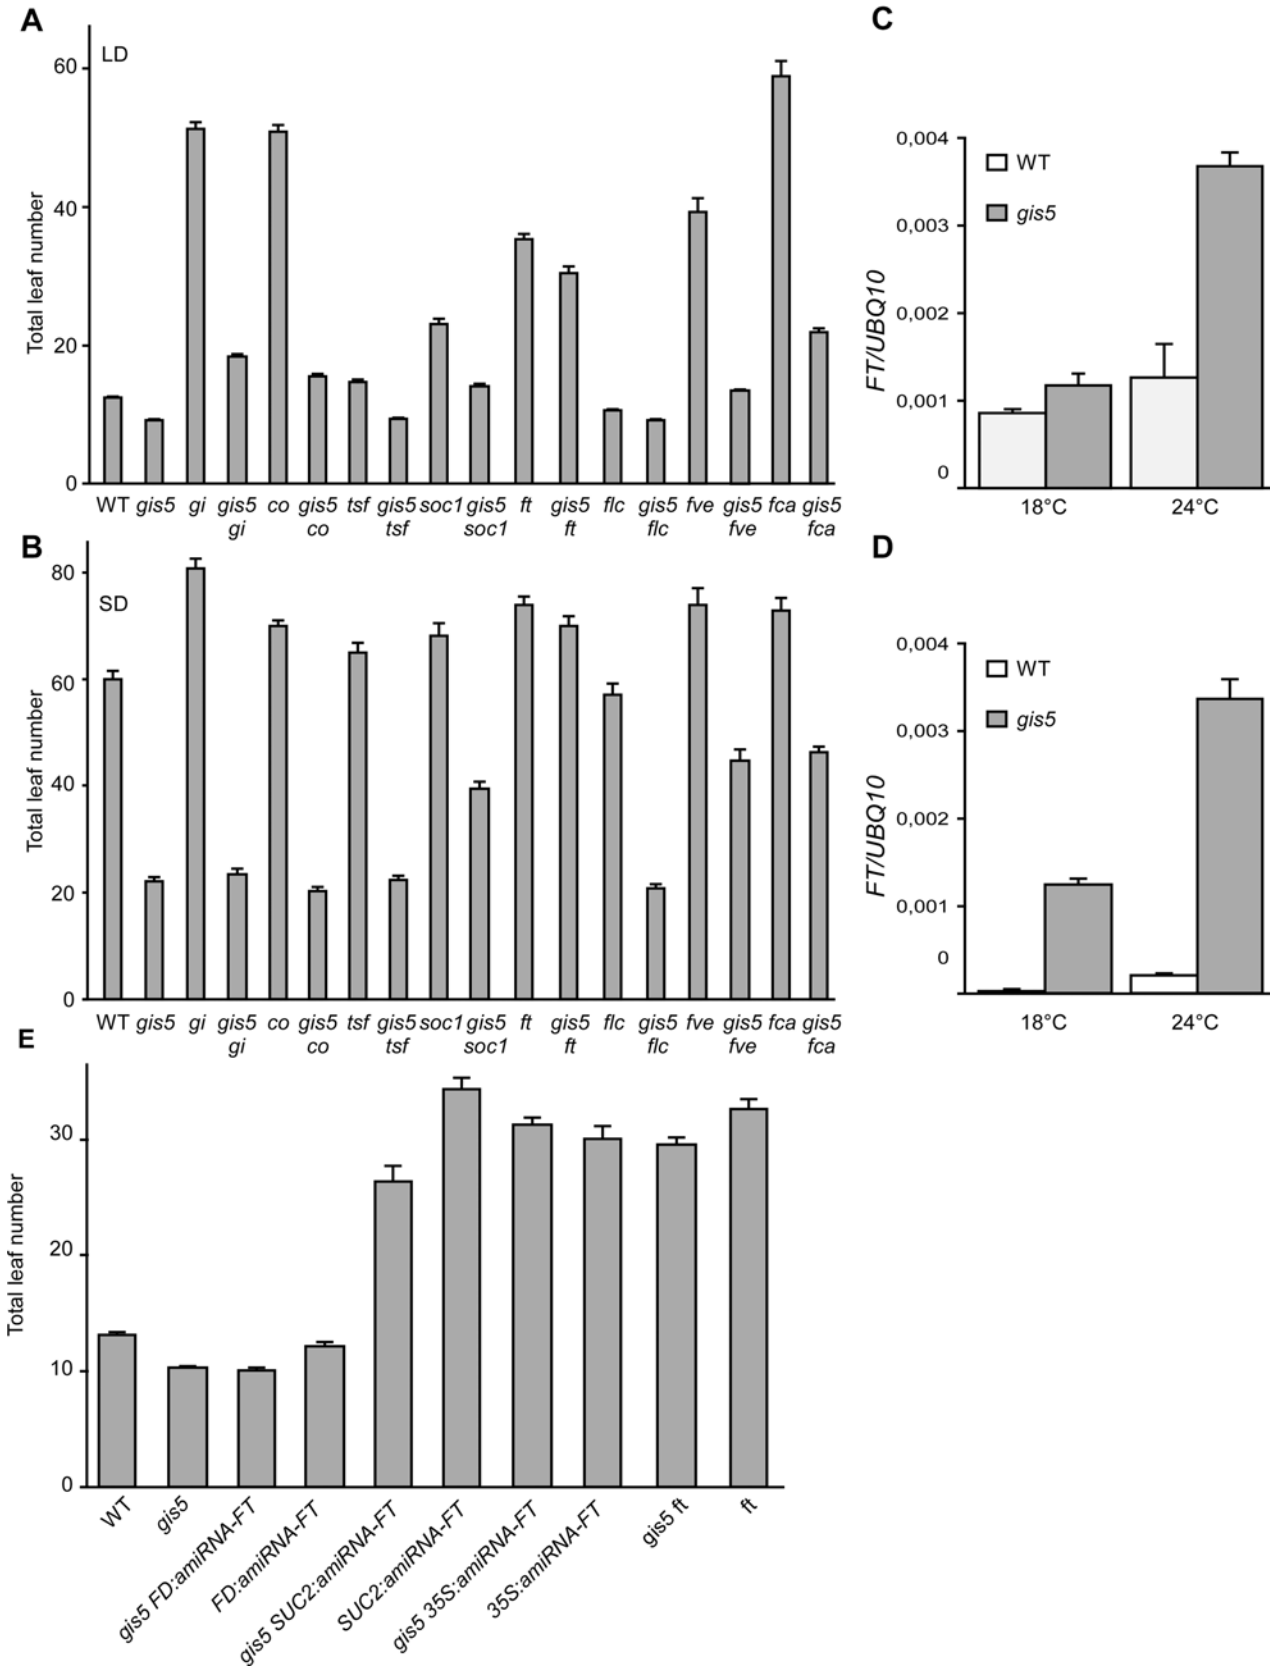 A
LD
Total leaf number
60
40
20
0
WT gis5 gi gis5 co gis5 tsf gis5 soc1 gis5 ft gis5 flc gis5 fve gis5 fca gis5
gi co tsf soc1 ft flc fve fca
B
SD
Total leaf number
80
60
40
20
0
WT gis5 gi gis5 co gis5 tsf gis5 soc1 gis5 ft gis5 flc gis5 fve gis5 fca gis5
gi co tsf soc1 ft flc fve fca
C
FT/UBQ10
0,004
0,003
0,002
0,001
0
WT
gis5
18°C 24°C
D
FT/UBQ10
0,004
0,003
0,002
0,001
0
WT
gis5
18°C 24°C
E
Total leaf number
30
20
10
0
WT
gis5
gis5 FD:amiRNA-FT
FD:amiRNA-FT
gis5 SUC2:amiRNA-FT
SUC2:amiRNA-FT
gis5 35S:amiRNA-FT
35S:amiRNA-FT
gis5 ft
ft